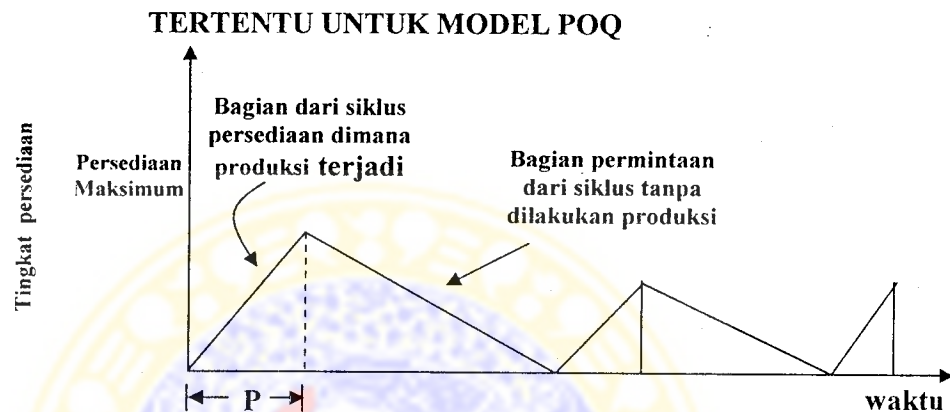 TERTENTU UNTUK MODEL POQ
Tingkat persediaan
Persediaan
Maksimum
Bagian dari siklus
persediaan dimana
produksi terjadi
Bagian permintaan
dari siklus tanpa
dilakukan produksi
P
waktu